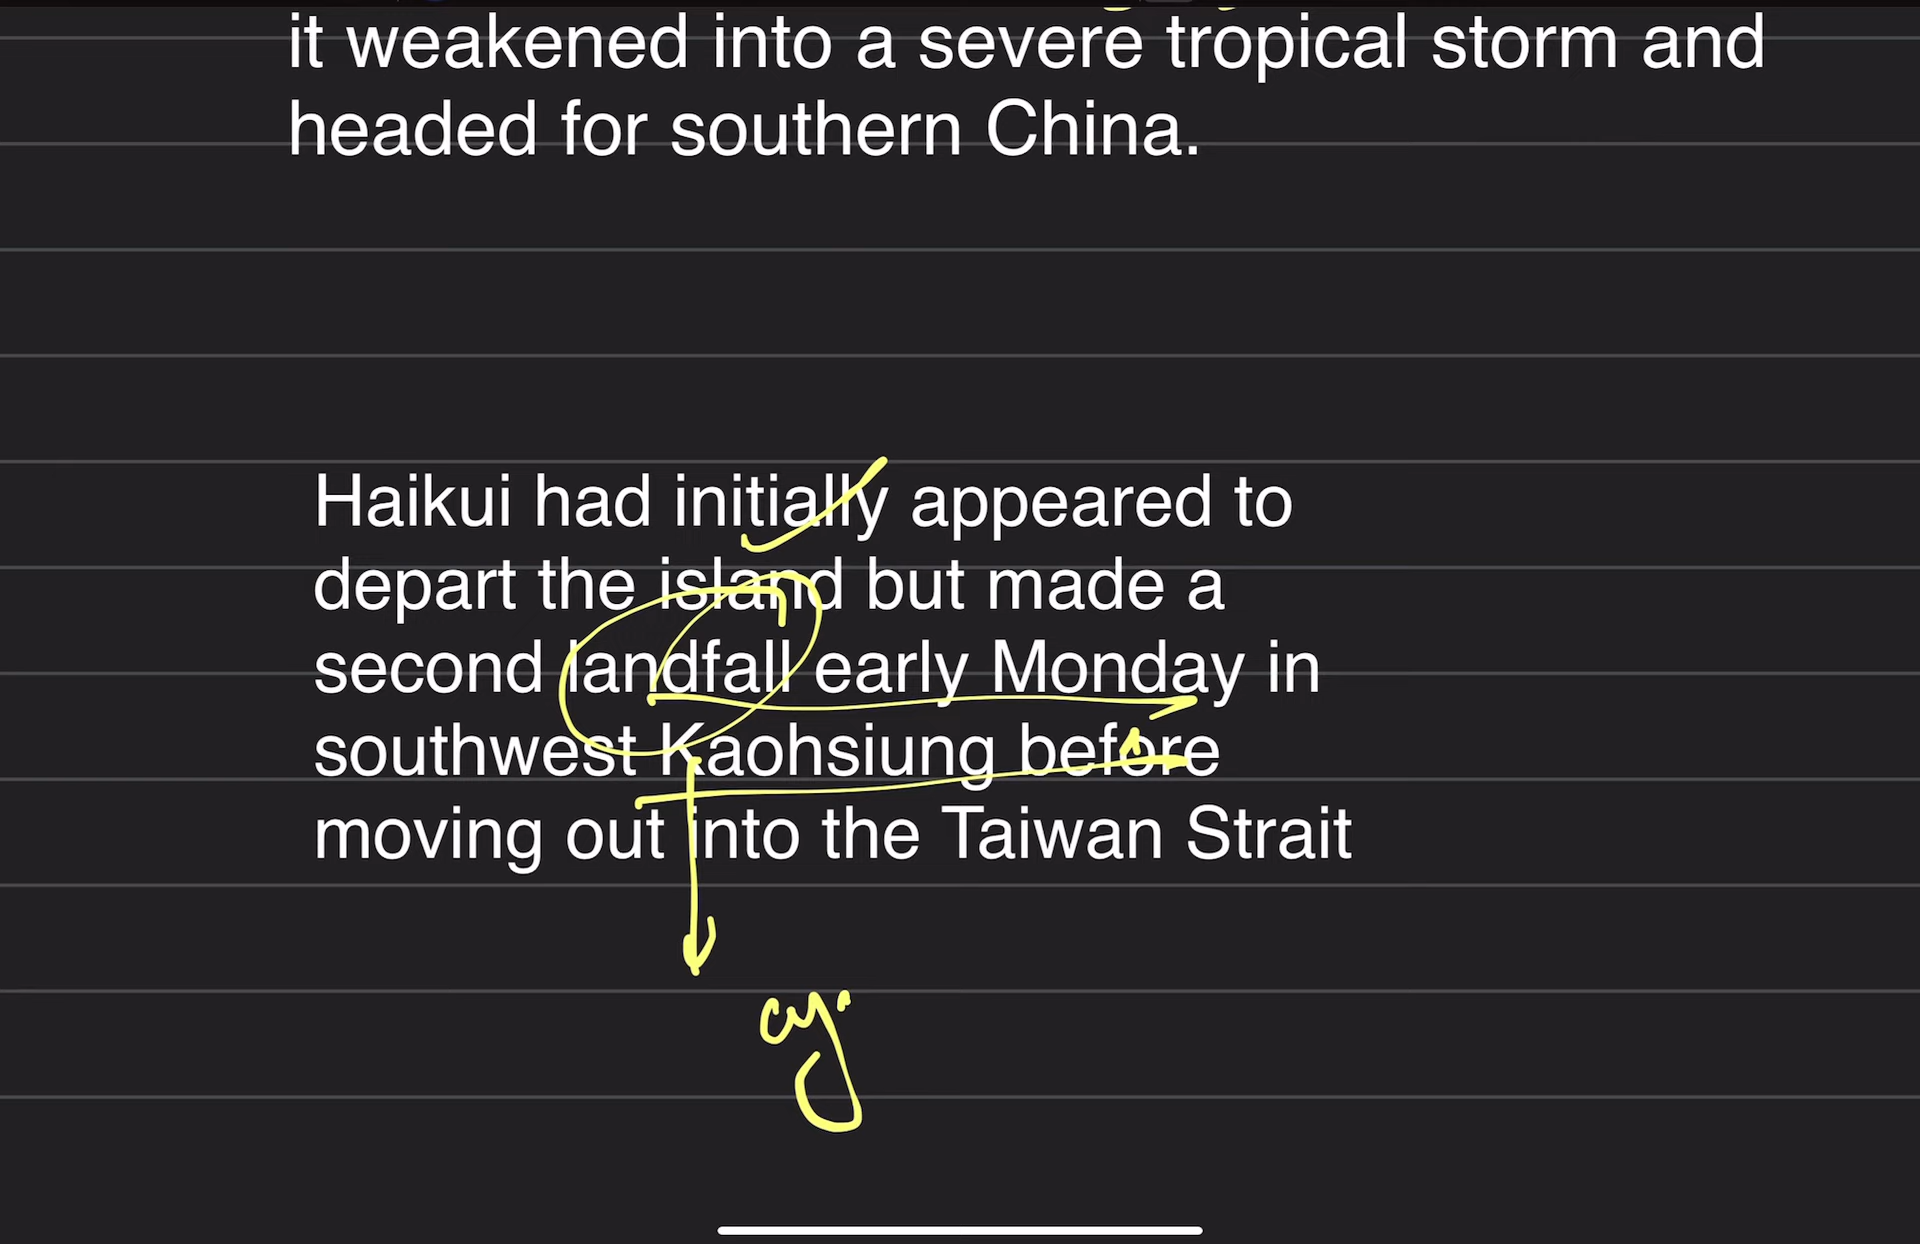 it weakened into a severe tropical storm and
headed for southern China.
Haikui had initially appeared to
depart the island but made a
second landfall early Monday in
southwest Kaohsiung before
moving out into the Taiwan Strait